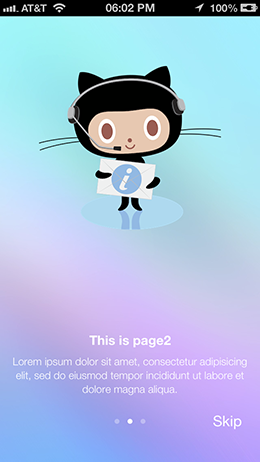 AT&T 06:02 PM 100%
i
This is page2
Lorem ipsum dolor sit amet, consectetur adipisicing
elit, sed do eiusmod tempor incididunt ut labore et
dolore magna aliqua.
Skip